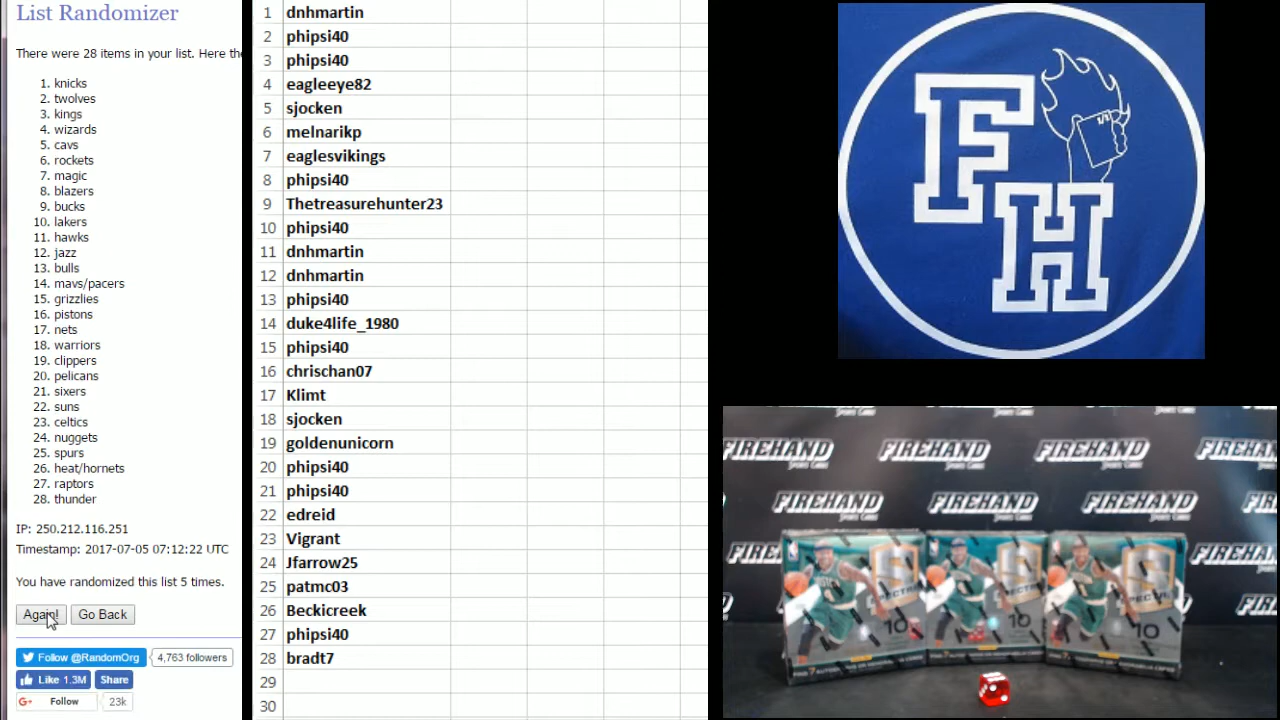 List Randomizer
There were 28 items in your list. Here the
1. knicks
2. twolves
3. kings
4. wizards
5. cavs
6. rockets
7. magic
8. blazers
9. bucks
10. lakers
11. hawks
12. jazz
13. bulls
14. mavs/pacers
15. grizzlies
16. pistons
17. nets
18. warriors
19. clippers
20. pelicans
21. sixers
22. suns
23. celtics
24. nuggets
25. spurs
26. heat/hornets
27. raptors
28. thunder
IP: 250.212.116.251
Timestamp: 2017-07-05 07:12:22 UTC
You have randomized this list 5 times.
Again! Go Back
Follow @RandomOrg 4,763 followers
Like 1.3M Share
G+ Follow 23k
1 dnhmartin
2 phipsi40
3 phipsi40
4 eagleeye82
5 sjocken
6 melnarikp
7 eaglesvikings
8 phipsi40
9 Thetreasurehunter23
10 phipsi40
11 dnhmartin
12 dnhmartin
13 phipsi40
14 duke4life_1980
15 phipsi40
16 chrischan07
17 Klimt
18 sjocken
19 goldenunicorn
20 phipsi40
21 phipsi40
22 edreid
23 Vigrant
24 Jfarrow25
25 patmc03
26 Beckicreek
27 phipsi40
28 bradt7
29
30
F
H
1/1
FIREHAND FIREHAND FIREHAND FIREHAND
FIREHAND FIREHAND FIREHAND
SPECTRA SPECTRA SPECTRA
10 10 10